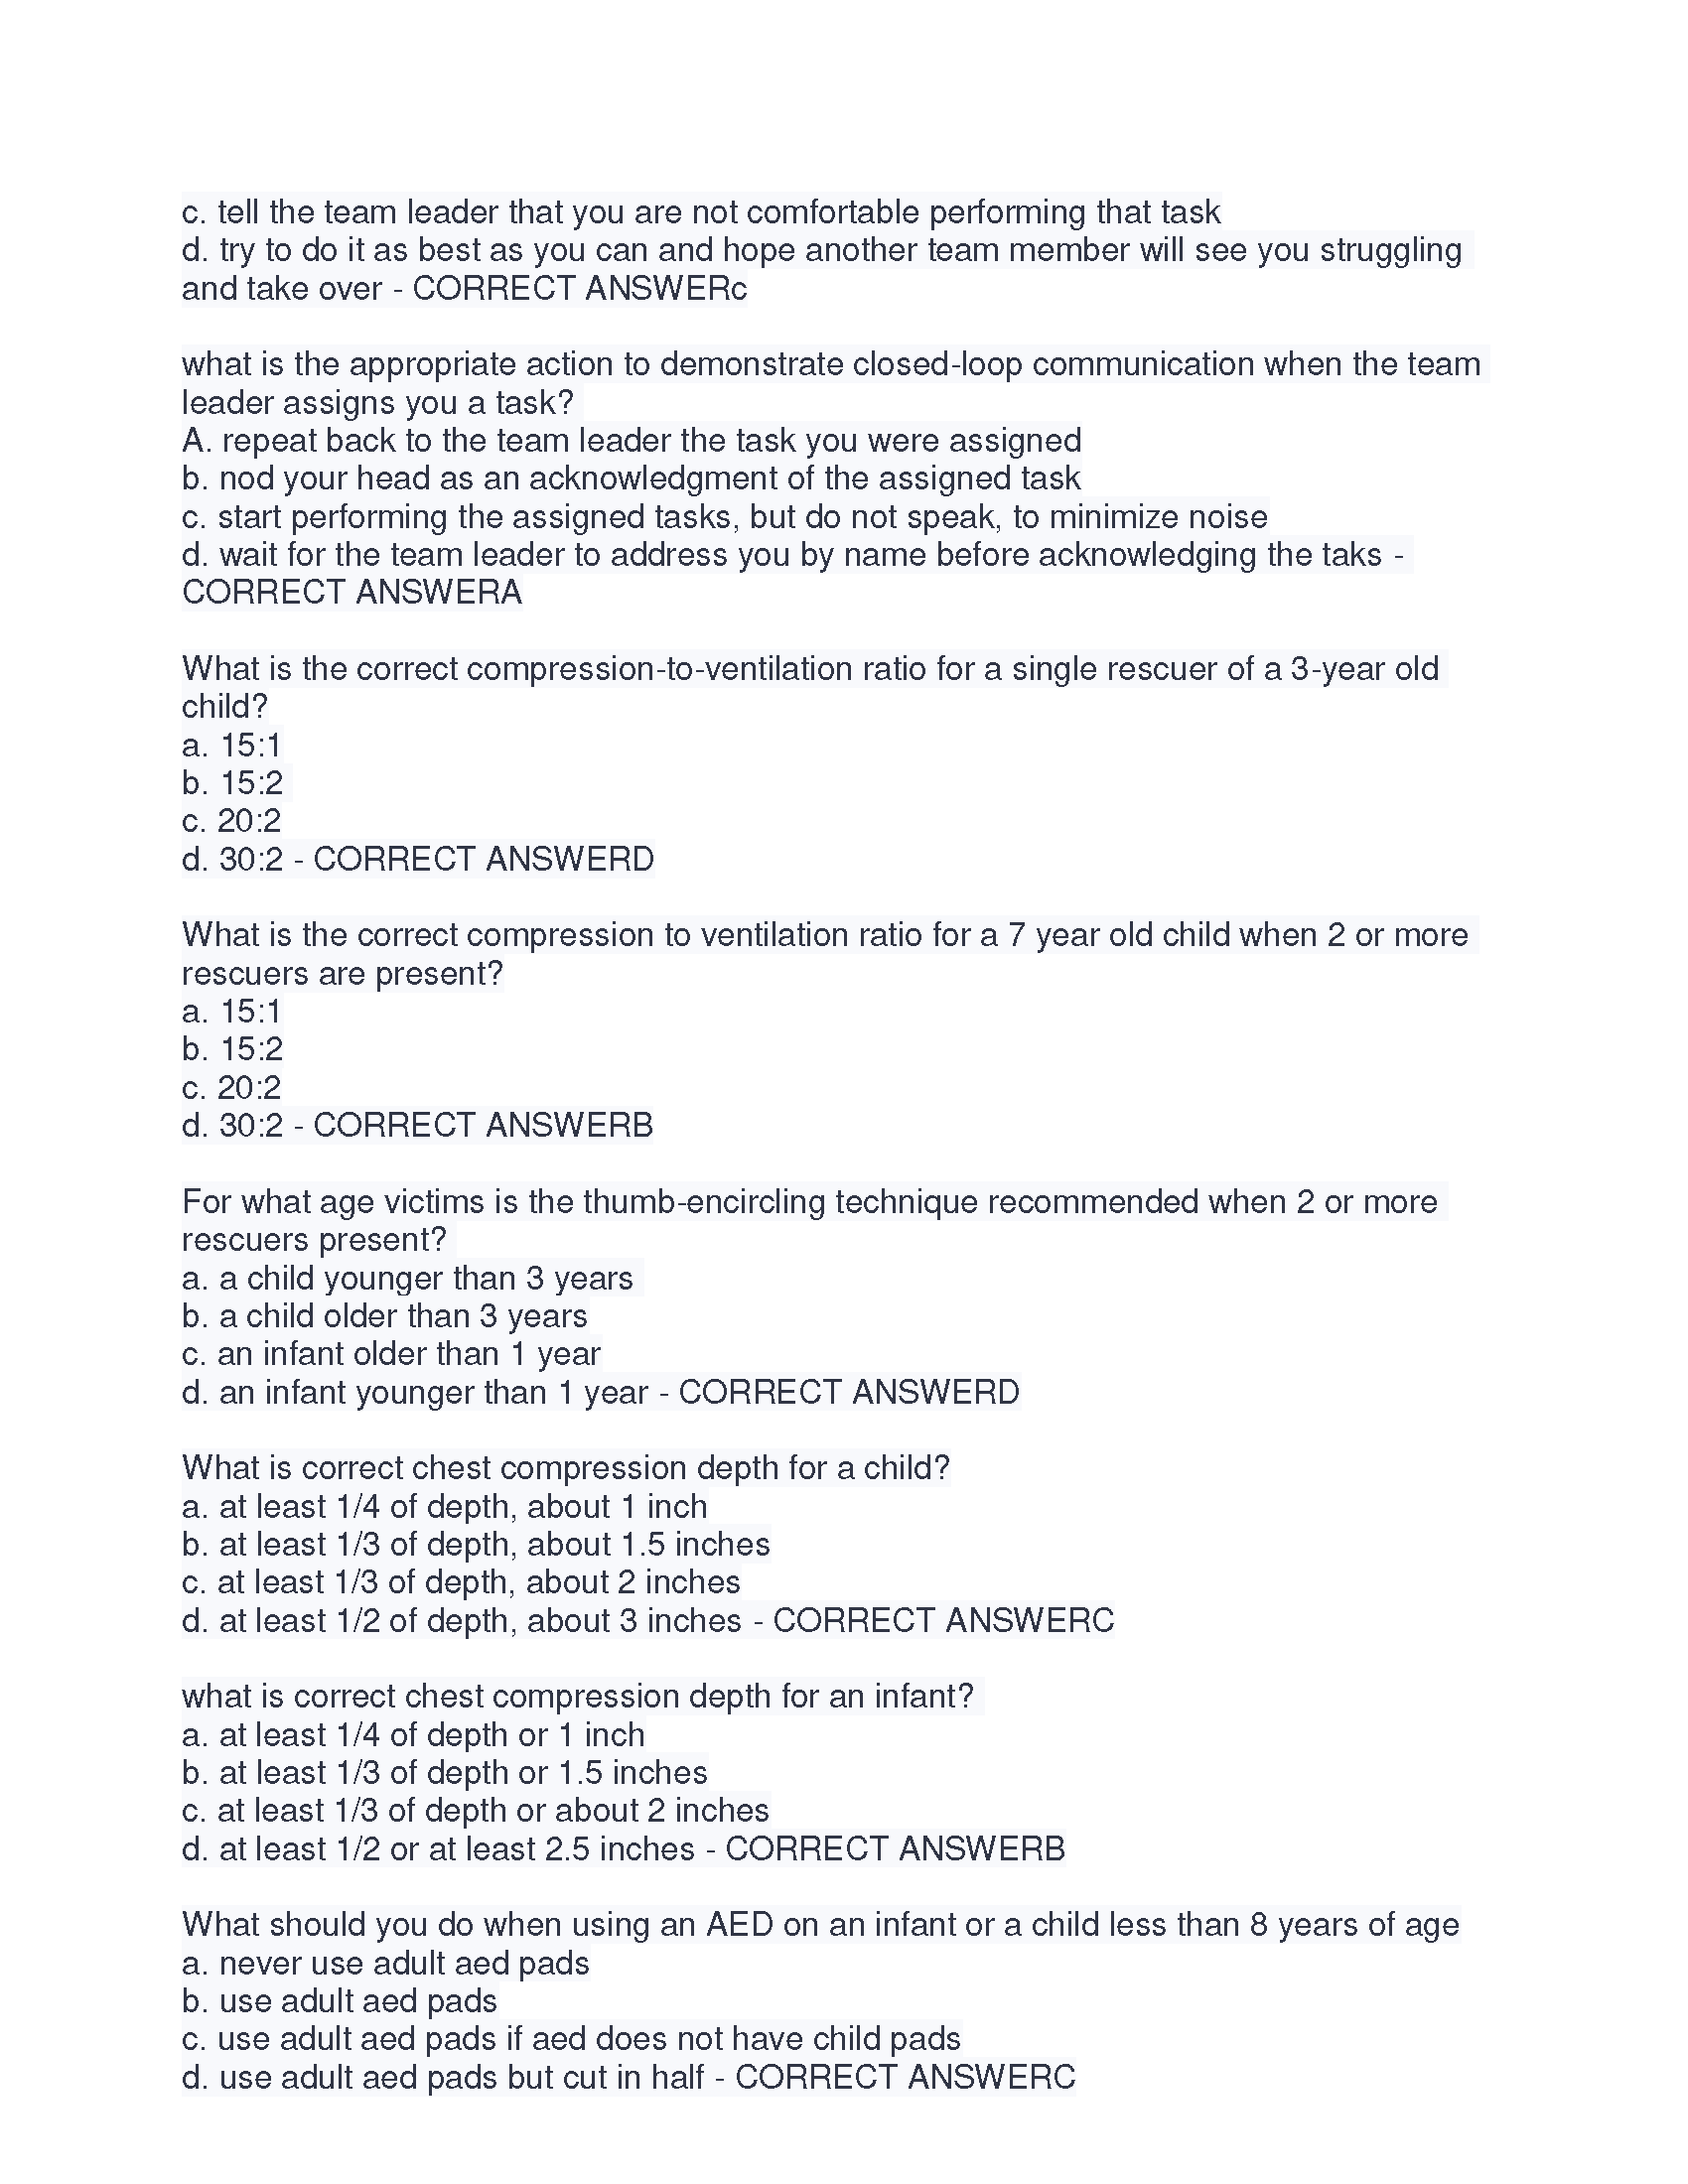 c. tell the team leader that you are not comfortable performing that task
d. try to do it as best as you can and hope another team member will see you struggling
and take over - CORRECT ANSWERc
what is the appropriate action to demonstrate closed-loop communication when the team
leader assigns you a task?
A. repeat back to the team leader the task you were assigned
b. nod your head as an acknowledgment of the assigned task
c. start performing the assigned tasks, but do not speak, to minimize noise
d. wait for the team leader to address you by name before acknowledging the taks -
CORRECT ANSWERA
What is the correct compression-to-ventilation ratio for a single rescuer of a 3-year old
child?
a. 15:1
b. 15:2
c. 20:2
d. 30:2 - CORRECT ANSWERD
What is the correct compression to ventilation ratio for a 7 year old child when 2 or more
rescuers are present?
a. 15:1
b. 15:2
c. 20:2
d. 30:2 - CORRECT ANSWERB
For what age victims is the thumb-encircling technique recommended when 2 or more
rescuers present?
a. a child younger than 3 years
b. a child older than 3 years
c. an infant older than 1 year
d. an infant younger than 1 year - CORRECT ANSWERD
What is correct chest compression depth for a child?
a. at least 1/4 of depth, about 1 inch
b. at least 1/3 of depth, about 1.5 inches
c. at least 1/3 of depth, about 2 inches
d. at least 1/2 of depth, about 3 inches - CORRECT ANSWERC
what is correct chest compression depth for an infant?
a. at least 1/4 of depth or 1 inch
b. at least 1/3 of depth or 1.5 inches
c. at least 1/3 of depth or about 2 inches
d. at least 1/2 or at least 2.5 inches - CORRECT ANSWERB
What should you do when using an AED on an infant or a child less than 8 years of age
a. never use adult aed pads
b. use adult aed pads
c. use adult aed pads if aed does not have child pads
d. use adult aed pads but cut in half - CORRECT ANSWERC